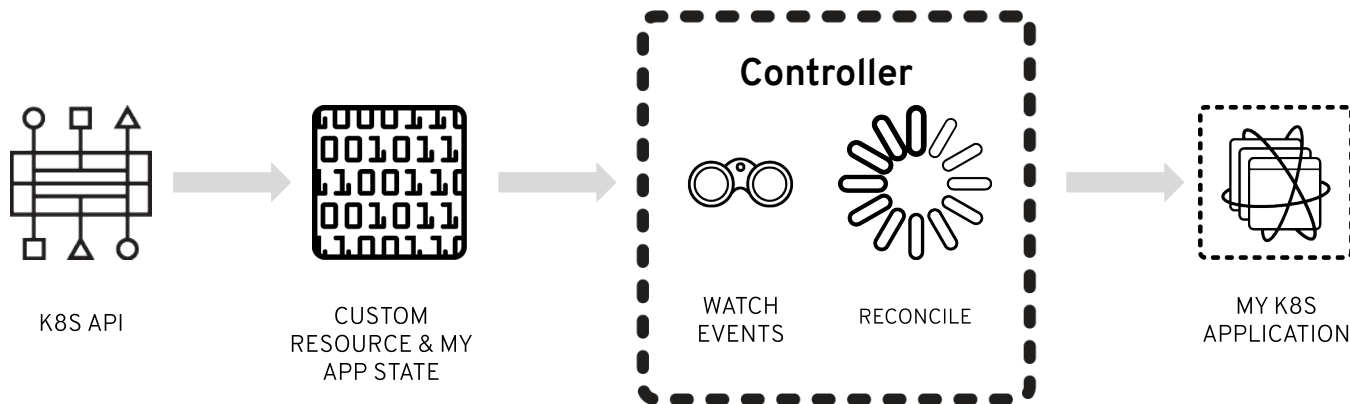 Controller
K8S API
CUSTOM
RESOURCE & MY
APP STATE
WATCH
EVENTS
RECONCILE
MY K8S
APPLICATION